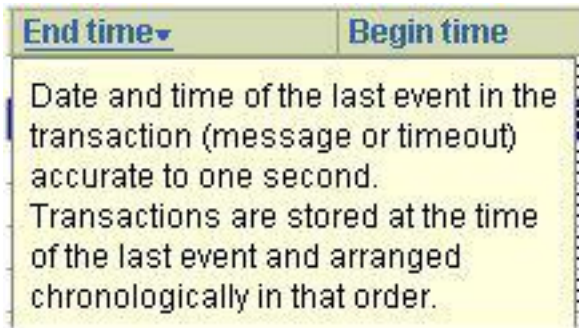 End time Begin time
Date and time of the last event in the
transaction (message or timeout)
accurate to one second.
Transactions are stored at the time
of the last event and arranged
chronologically in that order.